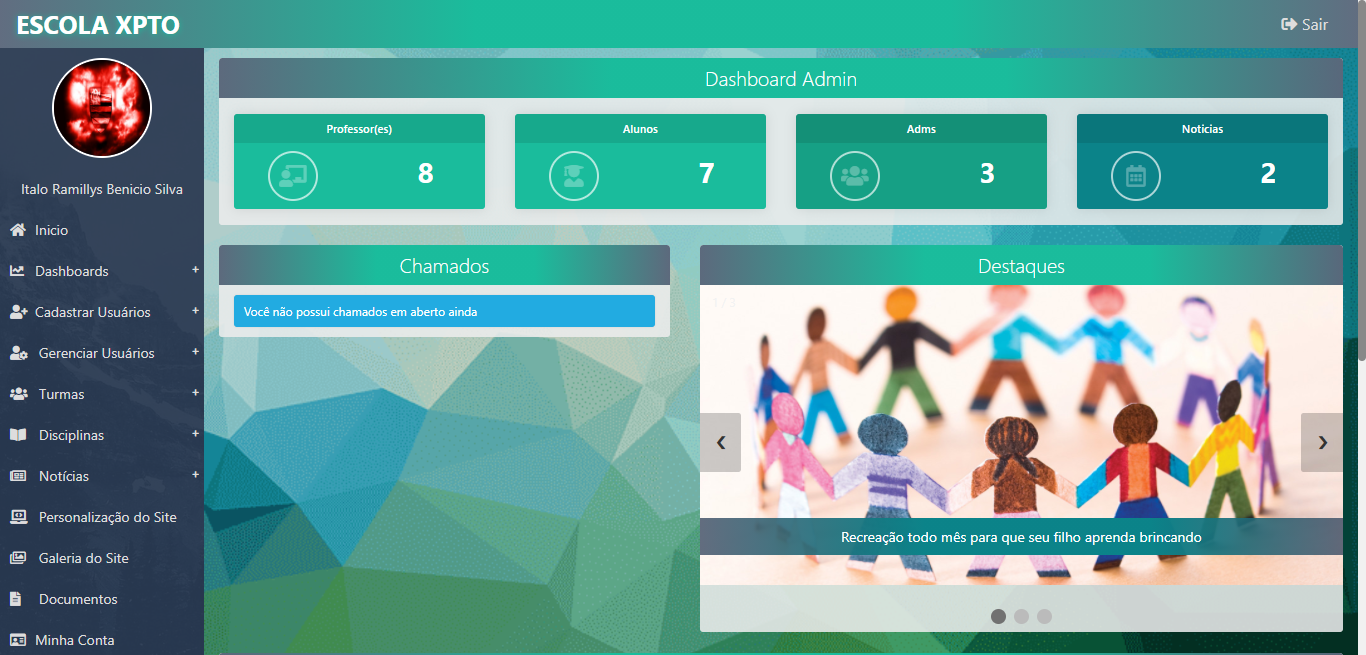 ESCOLA XPTO
Sair
Italo Ramillys Benicio Silva
Inicio
Dashboards +
Cadastrar Usuários +
Gerenciar Usuários +
Turmas +
Disciplinas +
Notícias +
Personalização do Site
Galeria do Site
Documentos
Minha Conta
Dashboard Admin
Professor(es)
8
Alunos
7
Adms
3
Noticias
2
Chamados
Você não possui chamados em aberto ainda
Destaques
1 / 3
❮
❯
Recreação todo mês para que seu filho aprenda brincando